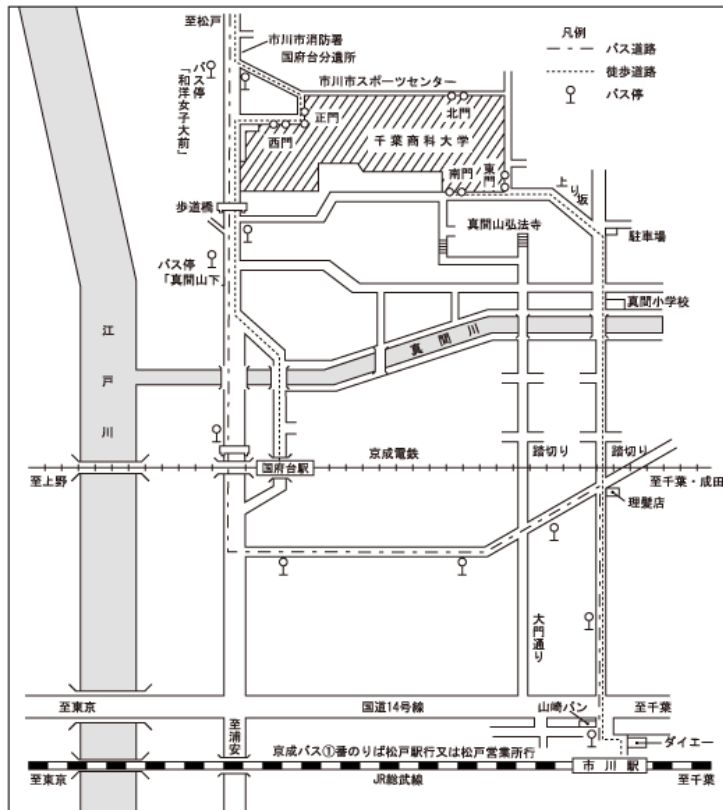 至松戸
市川市消防署
国府台分遣所
バス停
「和洋女子大前」
市川市スポーツセンター
凡例
バス道路
徒歩道路
バス停
正門
北門
西門
千葉商科大学
南門
東門
上り坂
歩道橋
真間山弘法寺
駐車場
バス停
「真間山下」
真間小学校
江戸川
真間川
京成電鉄
踏切り
踏切り
国府台駅
至上野
至千葉・成田
理髪店
大門通り
至東京
国道14号線
山崎パン
至千葉
至浦安
京成バス①番のりば松戸駅行又は松戸営業所行
ダイエー
市川駅
至東京
JR総武線
至千葉